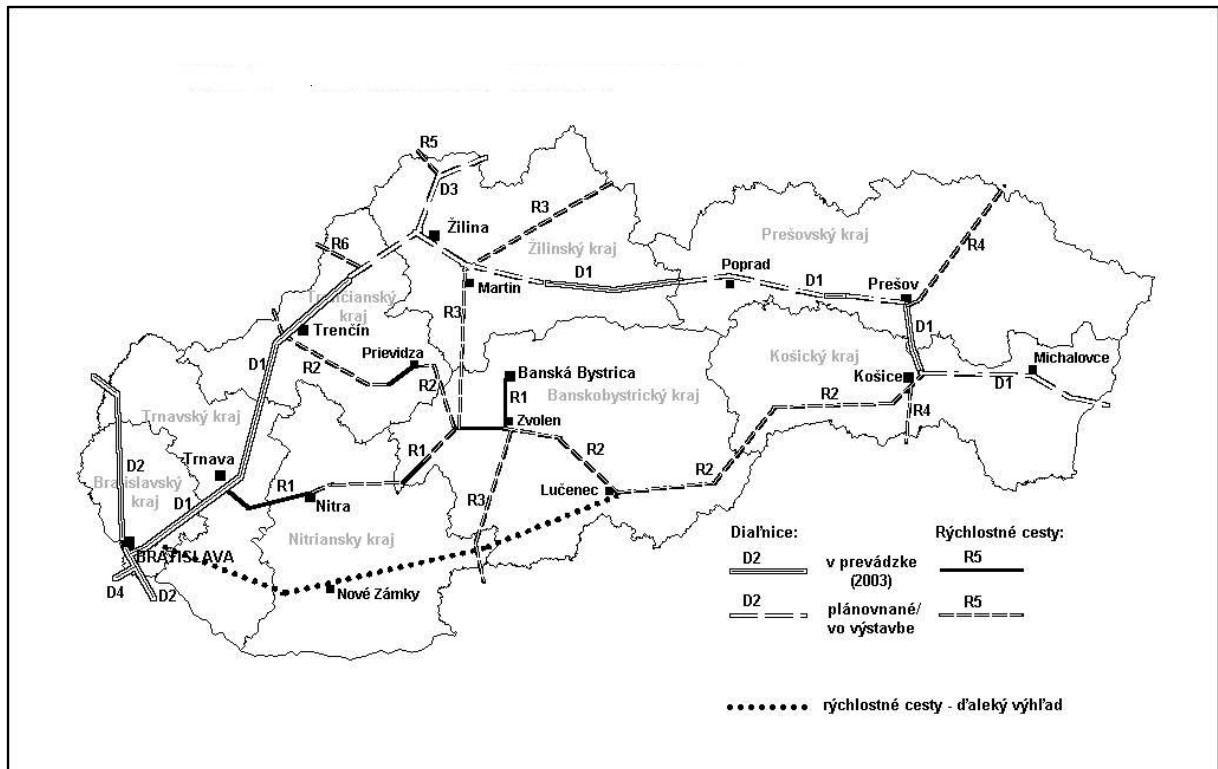 R5
D3
R3
Žilina
R6
Žilinský kraj
Prešovský kraj
R4
Poprad
D1
D1
Martin
Prešov
Trenčiansky kraj
R3
Trenčín
D1
Prievidza
Košický kraj
Michalovce
D1
R2
R2
Banská Bystrica
Košice
D1
Banskobystrický kraj
R1
R2
R4
Trnavský kraj
Zvolen
Trnava
R1
R2
D2
R2
Bratislavský kraj
R1
Lučenec
D1
Nitra
R3
Nitriansky kraj
BRATISLAVA
D4
D2
Nové Zámky
Diaľnice:
Rýchlostné cesty:
D2
v prevádzke
(2003)
R5
D2
plánovnané/
vo výstavbe
R5
rýchlostné cesty - ďaleký výhľad